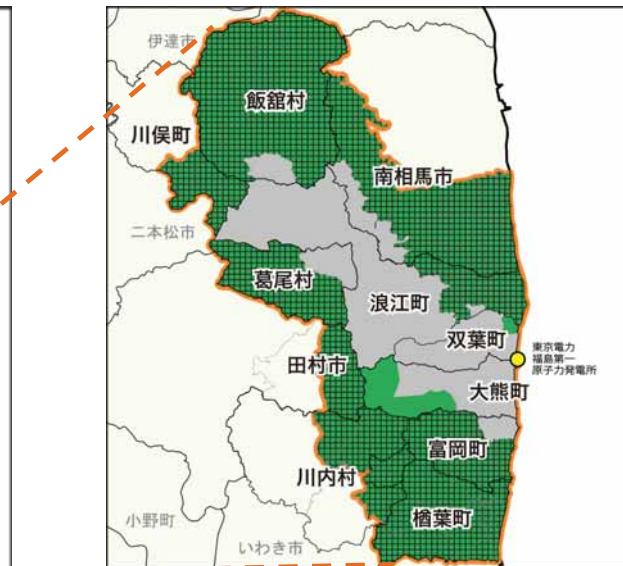 伊達市
飯舘村
川俣町
南相馬市
二本松市
葛尾村
浪江町
双葉町
東京電力
福島第一
原子力発電所
田村市
大熊町
富岡町
川内村
楢葉町
小野町
いわき市